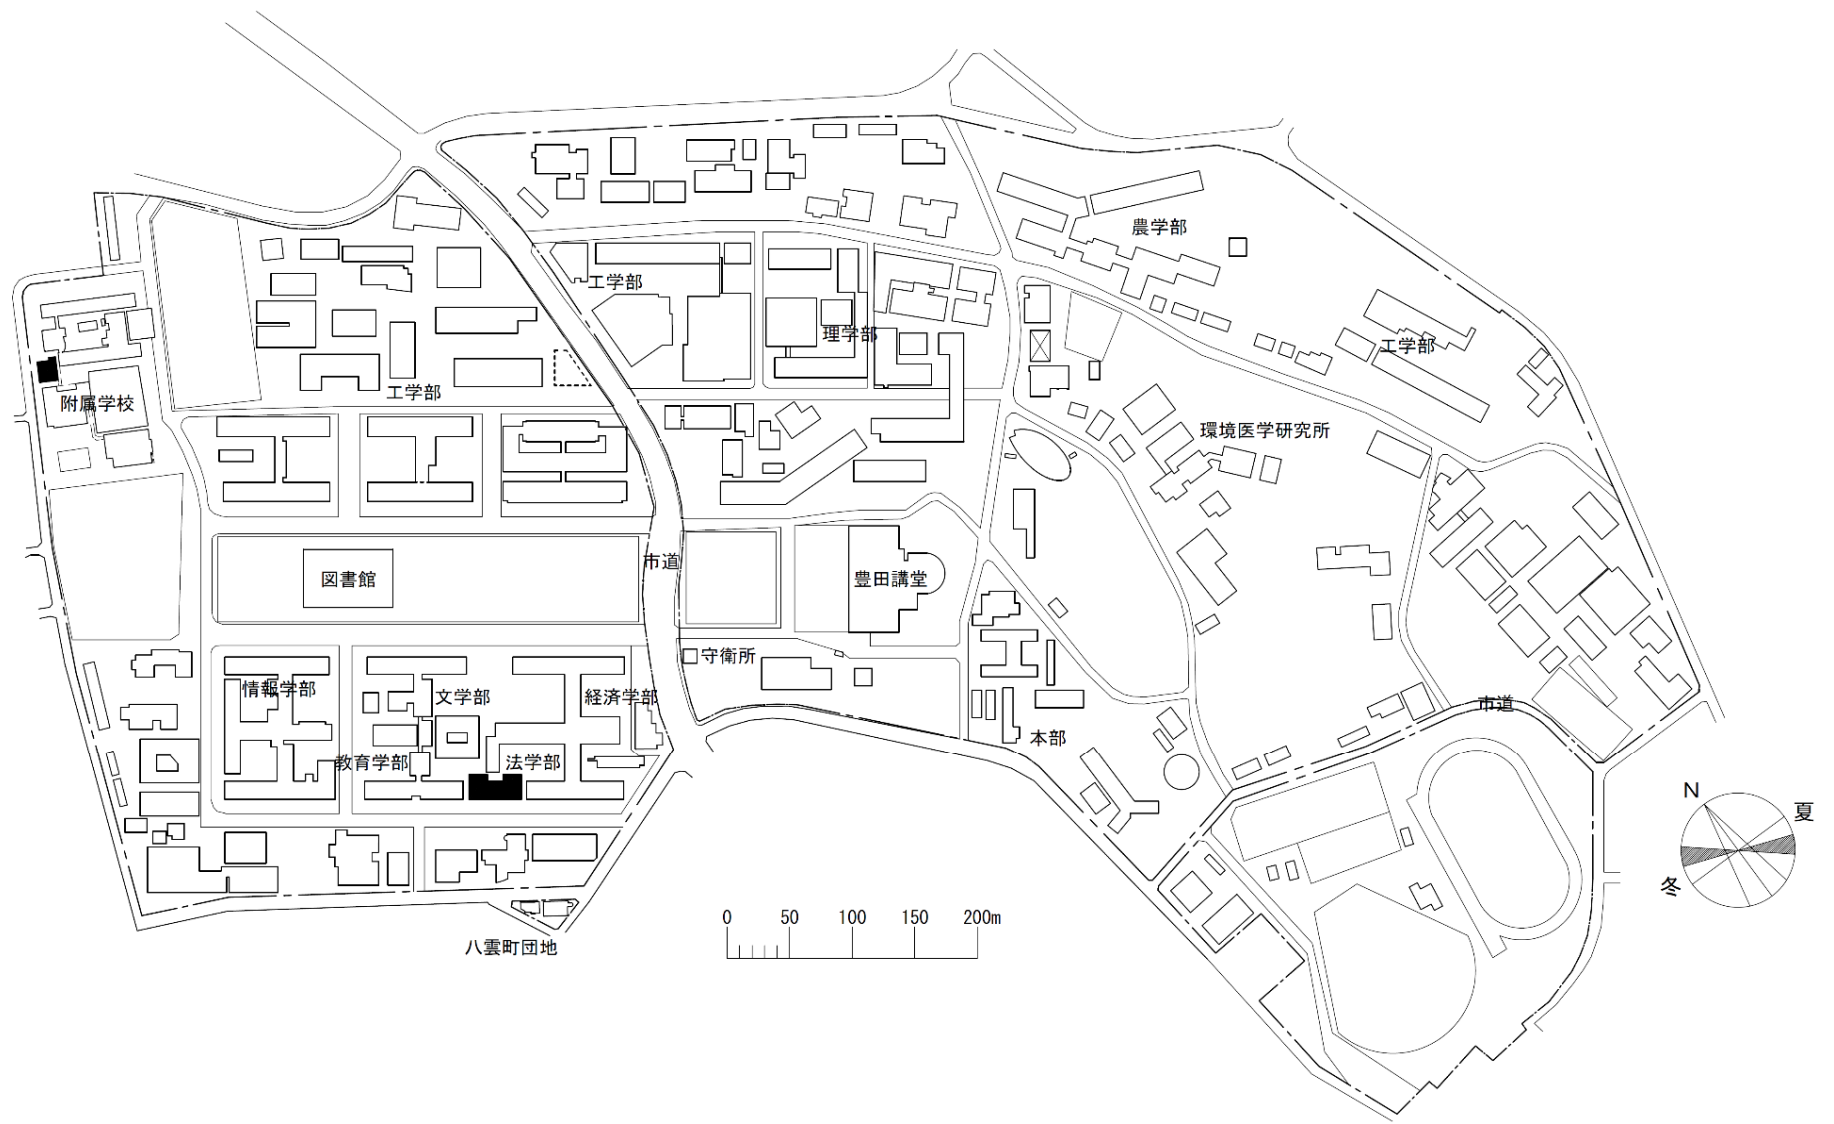 農学部
工学部
理学部
工学部
工学部
附属学校
環境医学研究所
市道
図書館
豊田講堂
守衛所
情報学部
文学部
経済学部
市道
本部
教育学部
法学部
N
夏
冬
0 50 100 150 200m
八雲町団地